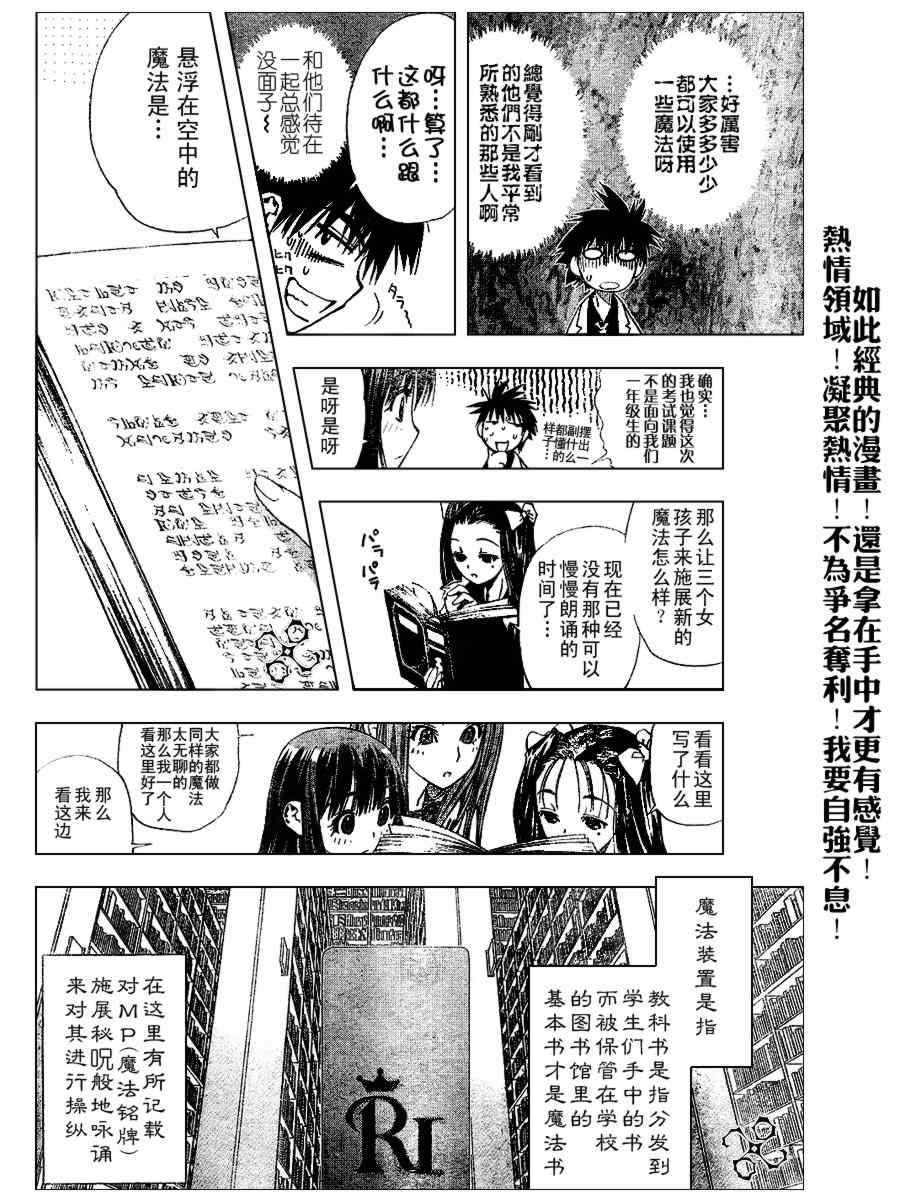 …好厲害
大家多多少少
都可以使用
一些魔法呀
總覺得剛才看到
的他們不是我平常
所熟悉的那些人啊
呀…算了…
这都什么跟
什么啊…
和他们待在
一起总感觉
没面子~
ヒク
ヒク
悬浮在空中的
魔法是…
确实…
我也觉得这次
的考试课题
不是面向我们
一年级生的
摆出一
副什么
都懂的
样子…
是呀是呀
那么让三个女
孩子来施展新的
魔法怎么样？
现在已经
没有那种可以
慢慢朗诵的
时间了…
パラ
パラ
看看这里
写了什么
大家都做
同样的魔法
太无聊的
那么我一个人
看这里好了
那么
我来
看这边
魔法装置是指
教科书是指分发到
学生们手中的书
而被保管在学校
的图书馆里的
基本书才是魔法书
RI
在这里有所记载
对MP（魔法铭牌）
施展秘呪般地咏诵
来对其进行操纵
如此經典的漫畫！還是拿在手中才更有感覺！
熱情領域！凝聚熱情！不為爭名奪利！我要自強不息！